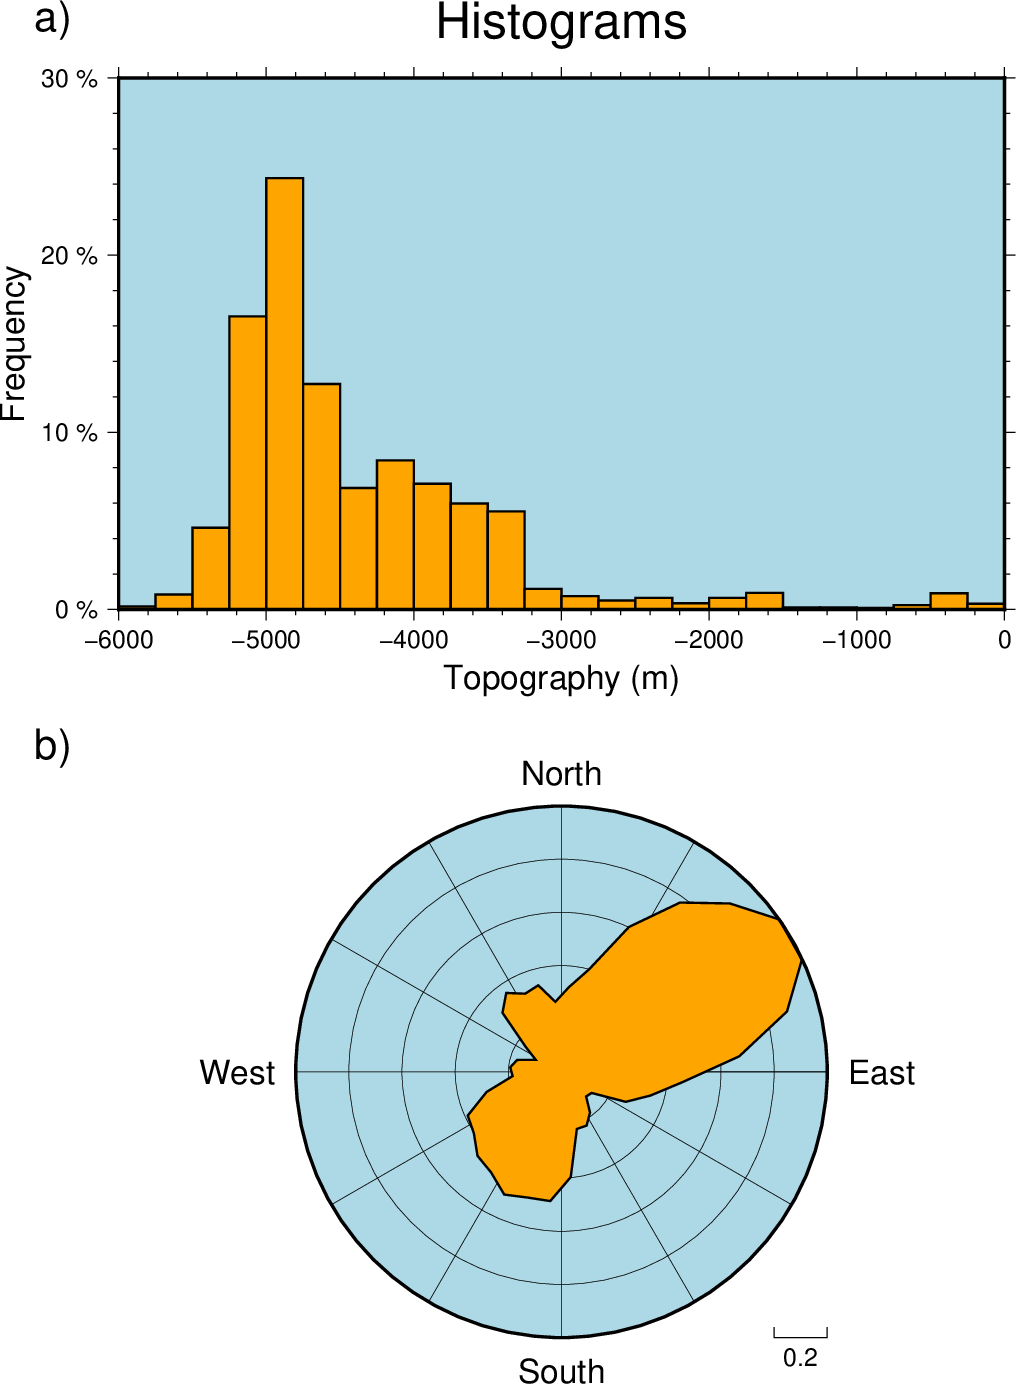 a)
Histograms
30 %
20 %
10 %
0 %
Frequency
−6000 −5000 −4000 −3000 −2000 −1000 0
Topography (m)
b)
North
West
East
South
0.2